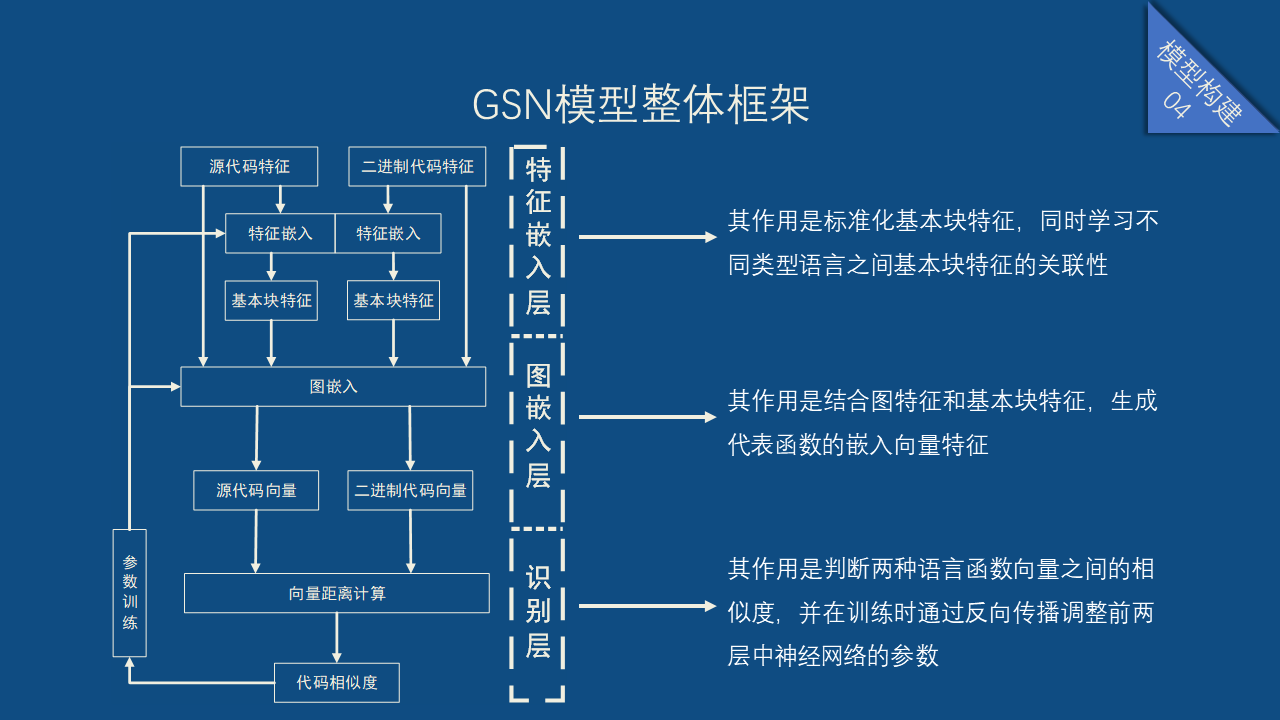 模型构建
04
GSN模型整体框架
源代码特征
二进制代码特征
特征嵌入
特征嵌入
基本块特征
基本块特征
图嵌入
源代码向量
二进制代码向量
参数训练
向量距离计算
代码相似度
特征嵌入层
图嵌入层
识别层
其作用是标准化基本块特征，同时学习不
同类型语言之间基本块特征的关联性
其作用是结合图特征和基本块特征，生成
代表函数的嵌入向量特征
其作用是判断两种语言函数向量之间的相
似度，并在训练时通过反向传播调整前两
层中神经网络的参数